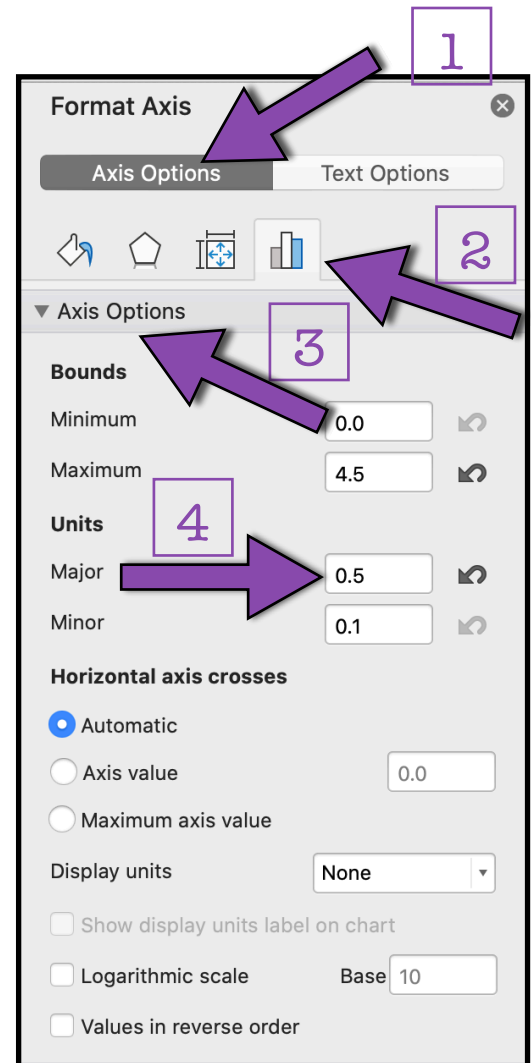 1
Format Axis
Axis Options Text Options
2
Axis Options
3
Bounds
Minimum 0.0
Maximum 4.5
4
Units
Major 0.5
Minor 0.1
Horizontal axis crosses
Automatic
Axis value 0.0
Maximum axis value
Display units None
Show display units label on chart
Logarithmic scale Base 10
Values in reverse order